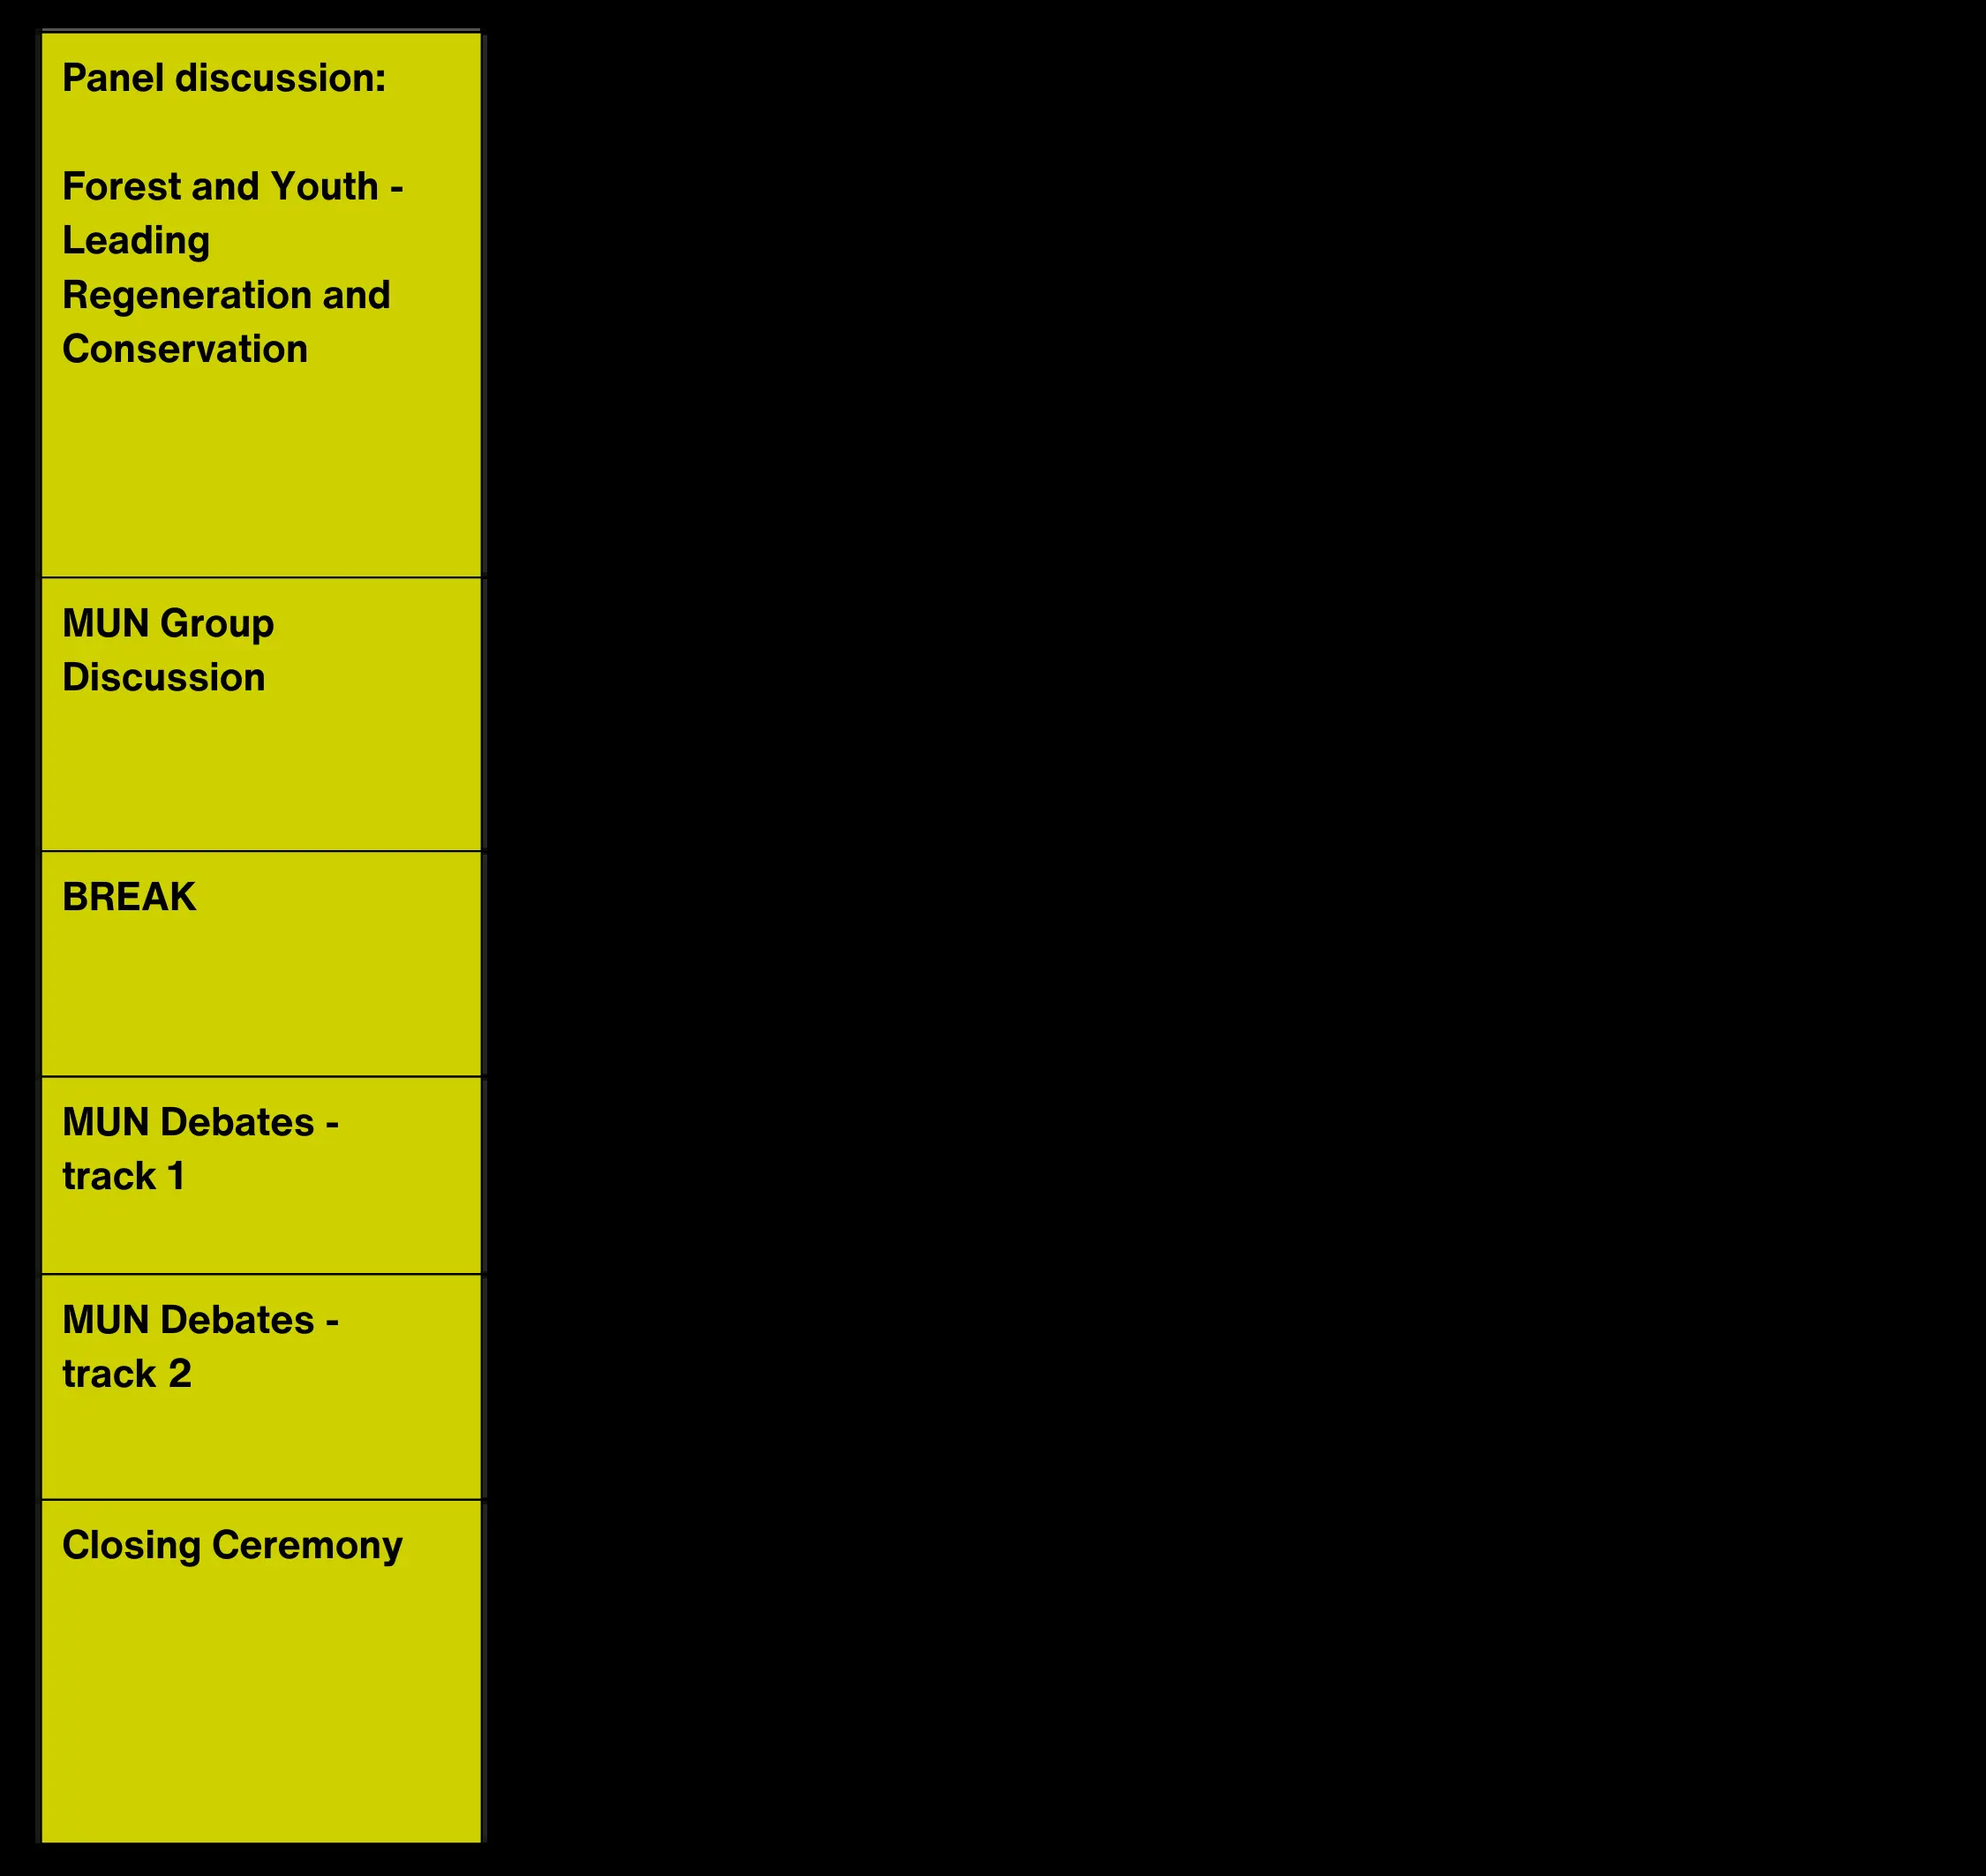 Panel discussion:
Forest and Youth -
Leading
Regeneration and
Conservation
MUN Group
Discussion
BREAK
MUN Debates -
track 1
MUN Debates -
track 2
Closing Ceremony